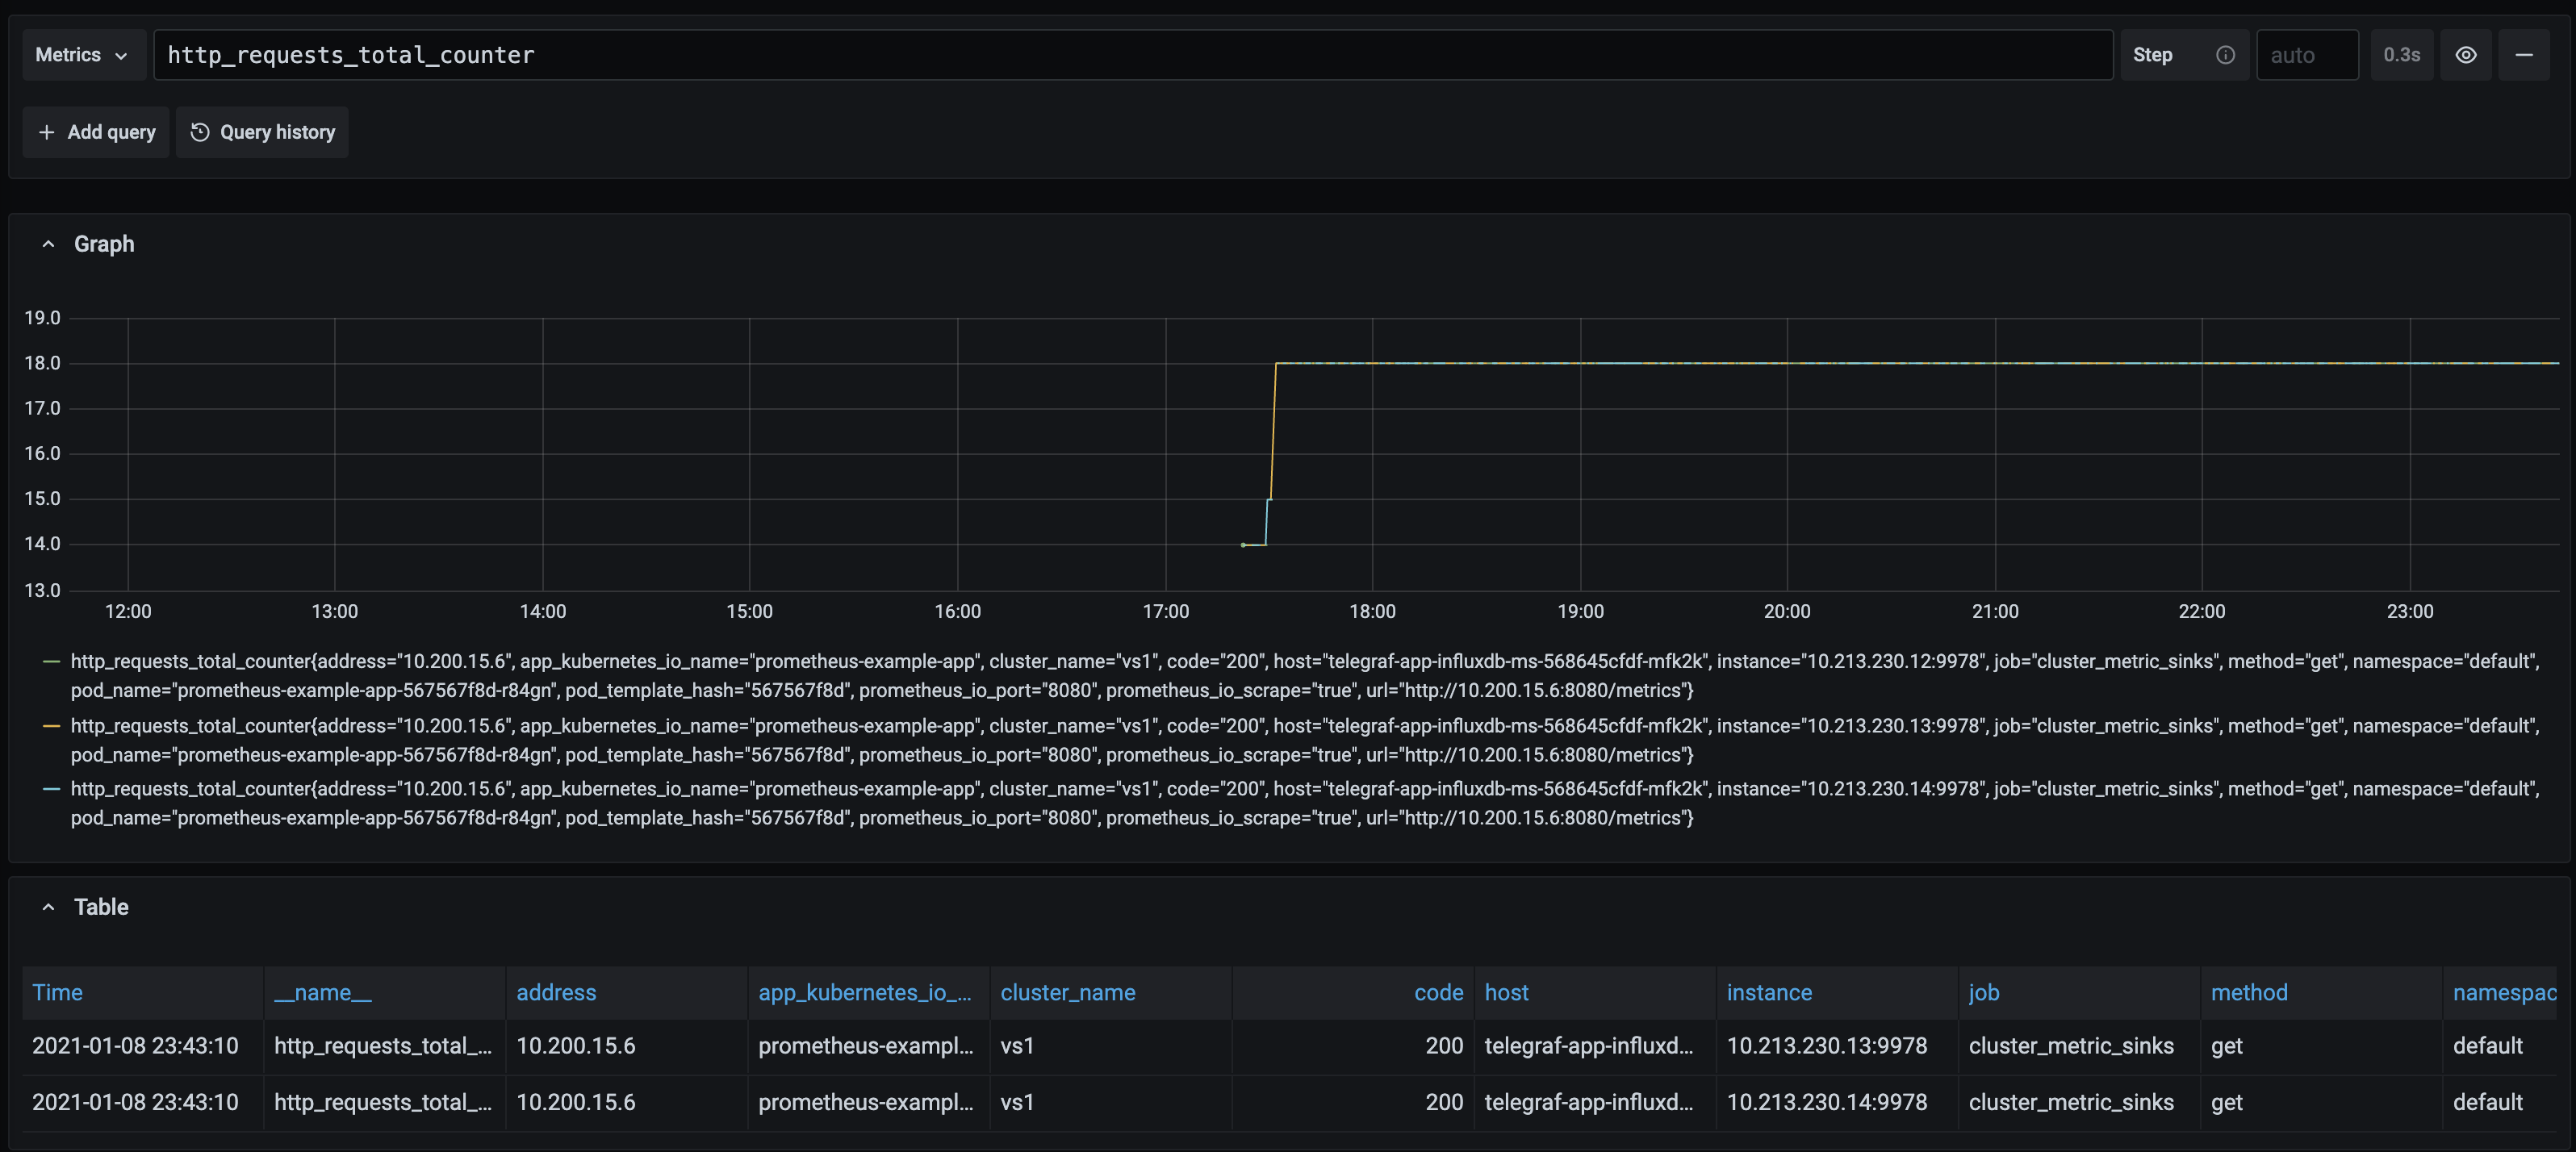 Metrics http_requests_total_counter Step auto 0.3s
Add query Query history
Graph
19.0
18.0
17.0
16.0
15.0
14.0
13.0
12:00 13:00 14:00 15:00 16:00 17:00 18:00 19:00 20:00 21:00 22:00 23:00
http_requests_total_counter{address="10.200.15.6", app_kubernetes_io_name="prometheus-example-app", cluster_name="vs1", code="200", host="telegraf-app-influxdb-ms-568645cfdf-mfk2k", instance="10.213.230.12:9978", job="cluster_metric_sinks", method="get", namespace="default",
pod_name="prometheus-example-app-567567f8d-r84gn", pod_template_hash="567567f8d", prometheus_io_port="8080", prometheus_io_scrape="true", url="http://10.200.15.6:8080/metrics"}
http_requests_total_counter{address="10.200.15.6", app_kubernetes_io_name="prometheus-example-app", cluster_name="vs1", code="200", host="telegraf-app-influxdb-ms-568645cfdf-mfk2k", instance="10.213.230.13:9978", job="cluster_metric_sinks", method="get", namespace="default",
pod_name="prometheus-example-app-567567f8d-r84gn", pod_template_hash="567567f8d", prometheus_io_port="8080", prometheus_io_scrape="true", url="http://10.200.15.6:8080/metrics"}
http_requests_total_counter{address="10.200.15.6", app_kubernetes_io_name="prometheus-example-app", cluster_name="vs1", code="200", host="telegraf-app-influxdb-ms-568645cfdf-mfk2k", instance="10.213.230.14:9978", job="cluster_metric_sinks", method="get", namespace="default",
pod_name="prometheus-example-app-567567f8d-r84gn", pod_template_hash="567567f8d", prometheus_io_port="8080", prometheus_io_scrape="true", url="http://10.200.15.6:8080/metrics"}
Table
Time __name__ address app_kubernetes_io_... cluster_name code host instance job method namespac
2021-01-08 23:43:10 http_requests_total_... 10.200.15.6 prometheus-exampl... vs1 200 telegraf-app-influxd... 10.213.230.13:9978 cluster_metric_sinks get default
2021-01-08 23:43:10 http_requests_total_... 10.200.15.6 prometheus-exampl... vs1 200 telegraf-app-influxd... 10.213.230.14:9978 cluster_metric_sinks get default